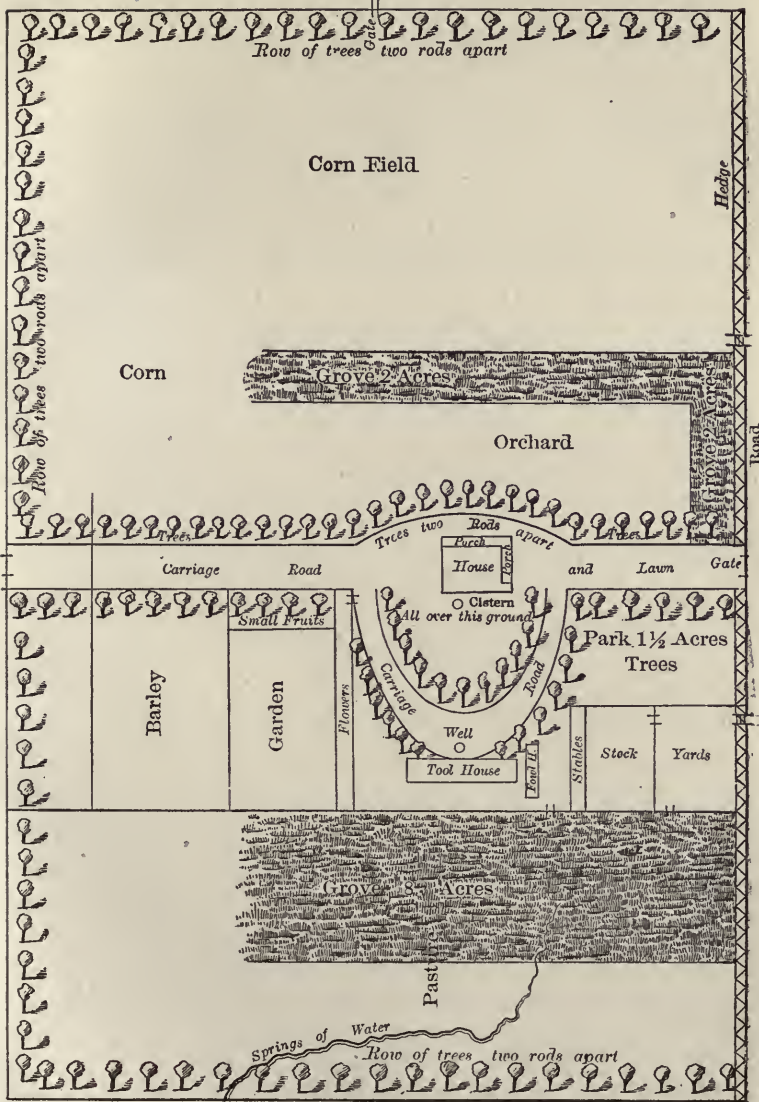 Gate
Row of trees two rods apart
Corn Field
Hedge
Row of trees two rods apart
Corn
Grove 2 Acres
Grove 2 Acres
Orchard
Road
Trees two Rods apart
Trees
Trees
Porch
House
Porch
Carriage Road
and Lawn
Gate
Cistern
All over this ground
Small Fruits
Park 1½ Acres
Trees
Barley
Garden
Flowers
Carriage
Road
Well
Tool House
Fowl H.
Stables
Stock
Yards
Grove 8 Acres
Pasture
Springs of Water
Row of trees two rods apart